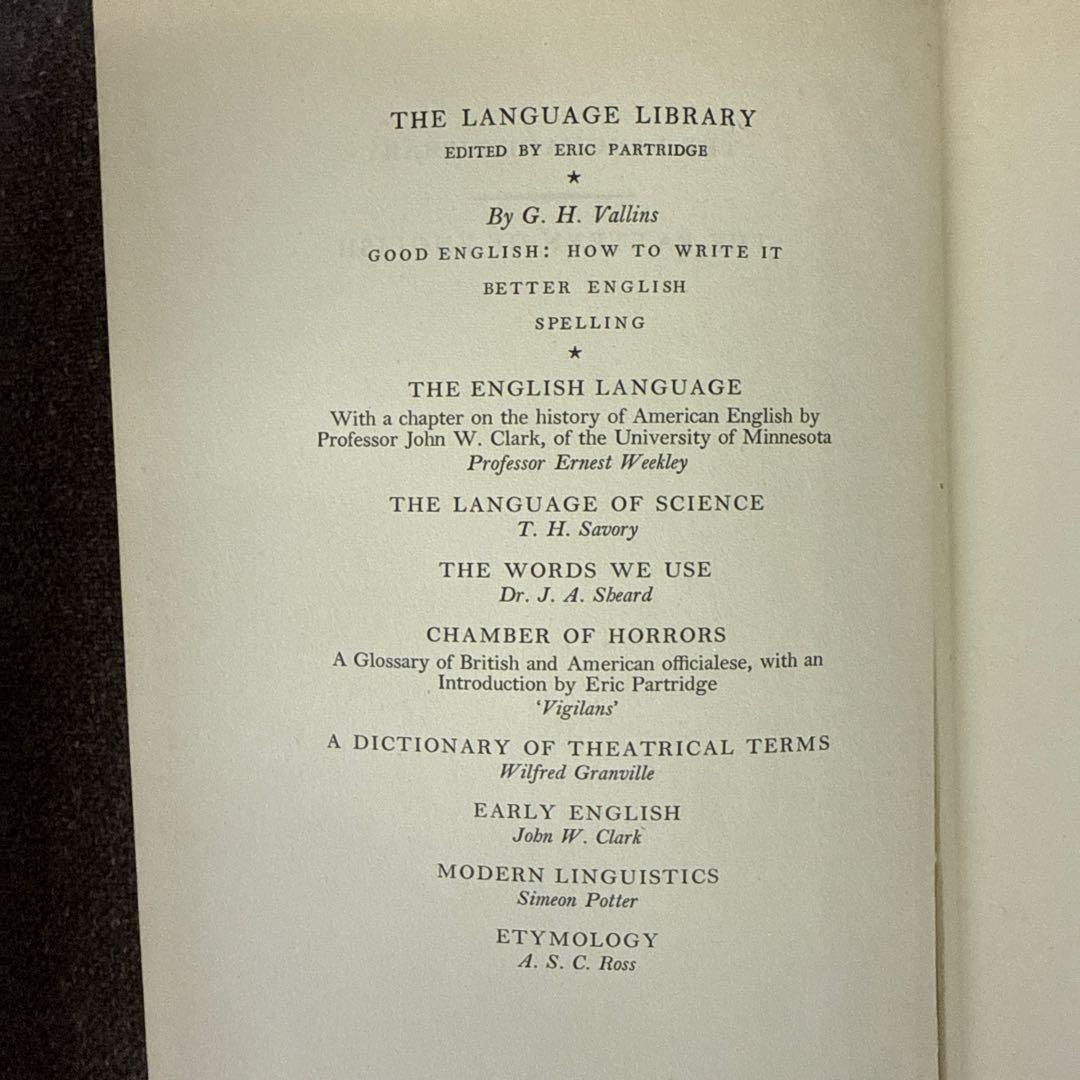 THE LANGUAGE LIBRARY
EDITED BY ERIC PARTRIDGE
★
By G. H. Vallins
GOOD ENGLISH: HOW TO WRITE IT
BETTER ENGLISH
SPELLING
★
THE ENGLISH LANGUAGE
With a chapter on the history of American English by
Professor John W. Clark, of the University of Minnesota
Professor Ernest Weekley
THE LANGUAGE OF SCIENCE
T. H. Savory
THE WORDS WE USE
Dr. J. A. Sheard
CHAMBER OF HORRORS
A Glossary of British and American officialese, with an
Introduction by Eric Partridge
'Vigilans'
A DICTIONARY OF THEATRICAL TERMS
Wilfred Granville
EARLY ENGLISH
John W. Clark
MODERN LINGUISTICS
Simeon Potter
ETYMOLOGY
A. S. C. Ross